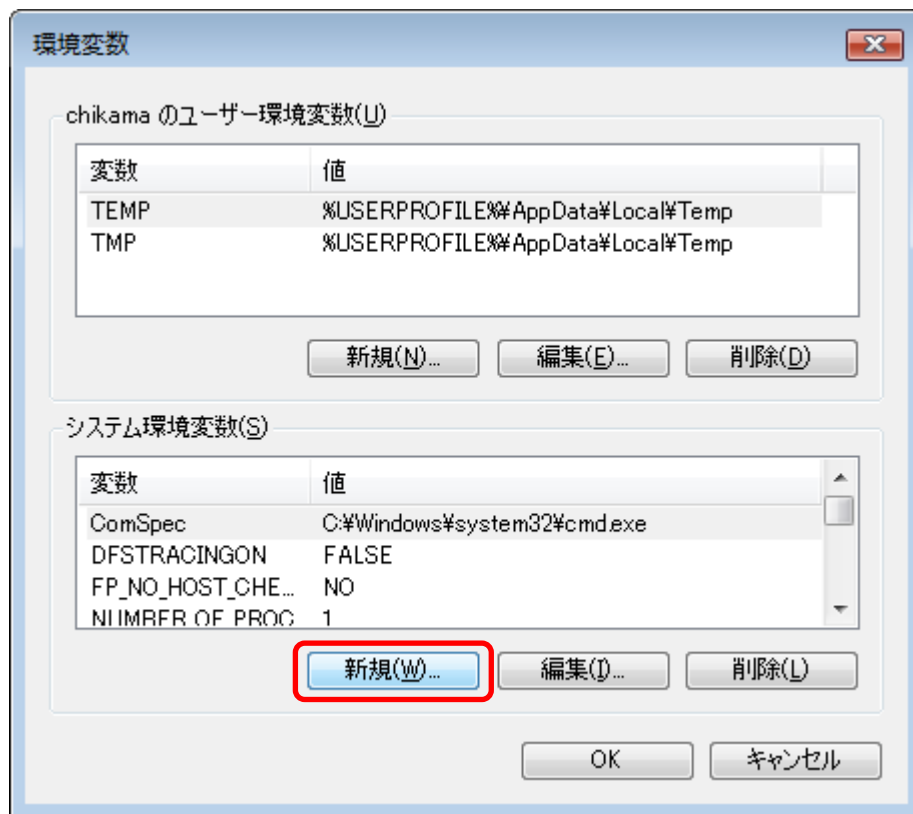 環境変数
chikama のユーザー環境変数(U)
変数 値
TEMP %USERPROFILE%¥AppData¥Local¥Temp
TMP %USERPROFILE%¥AppData¥Local¥Temp
新規(N)... 編集(E)... 削除(D)
システム環境変数(S)
変数 値
ComSpec C:¥Windows¥system32¥cmd.exe
DFSTRACINGON FALSE
FP_NO_HOST_CHE... NO
NUMBER OF PROC 1
新規(W)... 編集(I)... 削除(L)
OK キャンセル